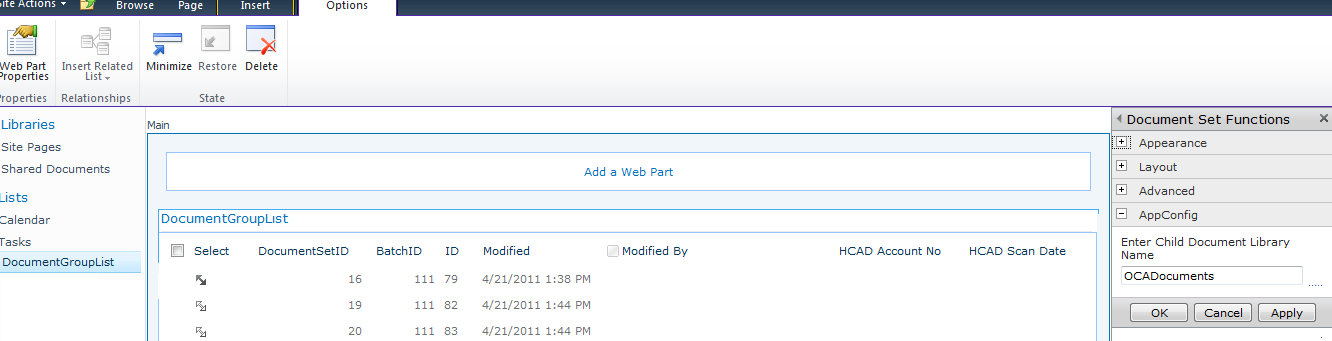 ite Actions Browse Page Insert Options
Web Part Properties
Insert Related List
Minimize Restore Delete
roperties Relationships State
Libraries
Site Pages
Shared Documents
Lists
Calendar
Tasks
DocumentGroupList
Main
Add a Web Part
DocumentGroupList
Select DocumentSetID BatchID ID Modified Modified By HCAD Account No HCAD Scan Date
16 111 79 4/21/2011 1:38 PM
19 111 82 4/21/2011 1:44 PM
20 111 83 4/21/2011 1:44 PM
Document Set Functions
Appearance
Layout
Advanced
AppConfig
Enter Child Document Library
Name
OCADocuments
OK Cancel Apply